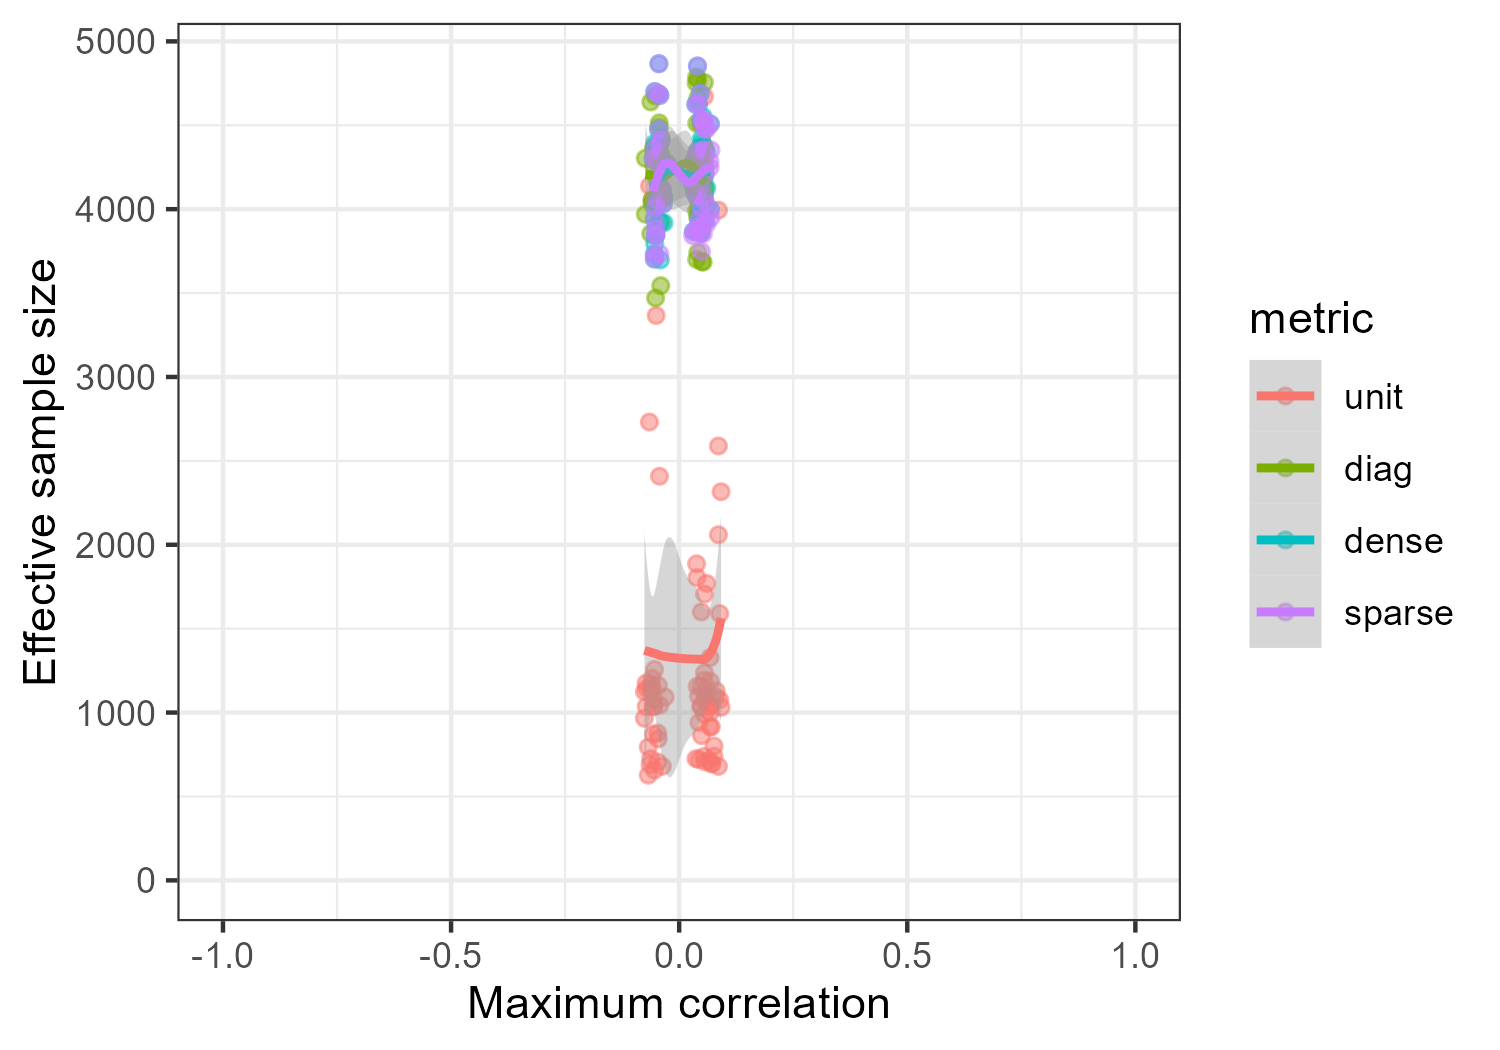 5000
4000
3000
2000
1000
0
Effective sample size
-1.0 -0.5 0.0 0.5 1.0
Maximum correlation
metric
unit
diag
dense
sparse